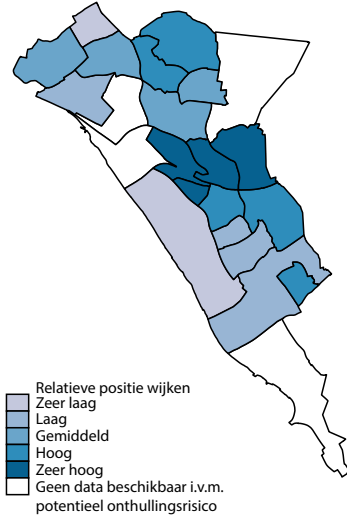 Relatieve positie wijken
Zeer laag
Laag
Gemiddeld
Hoog
Zeer hoog
Geen data beschikbaar i.v.m.
potentieel onthullingsrisico